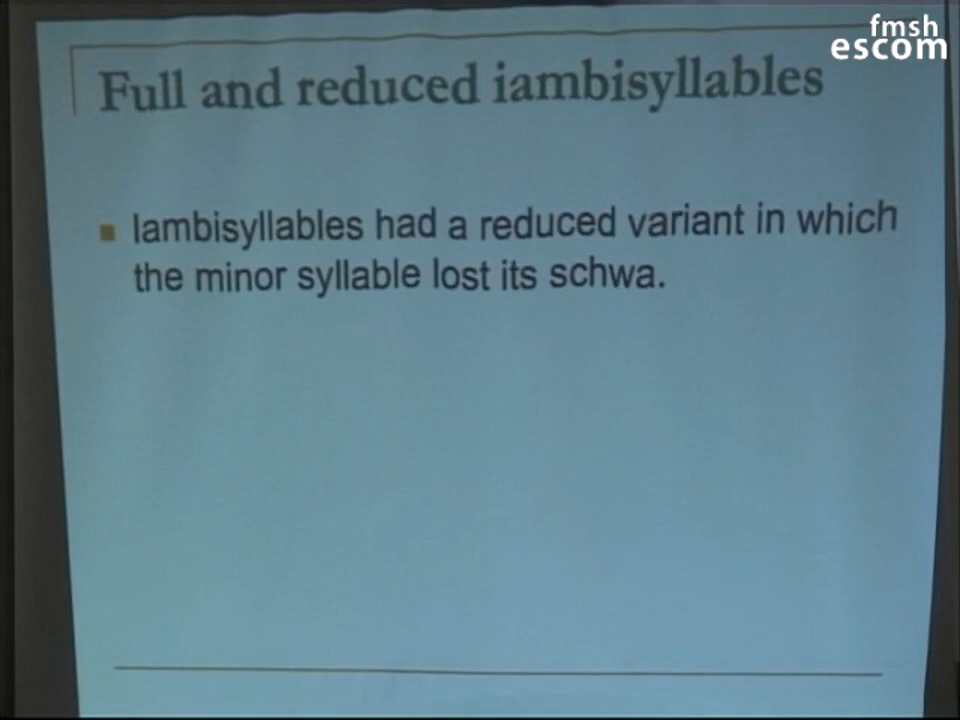 fmsh
escom
Full and reduced iambisyllables
Iambisyllables had a reduced variant in which
the minor syllable lost its schwa.